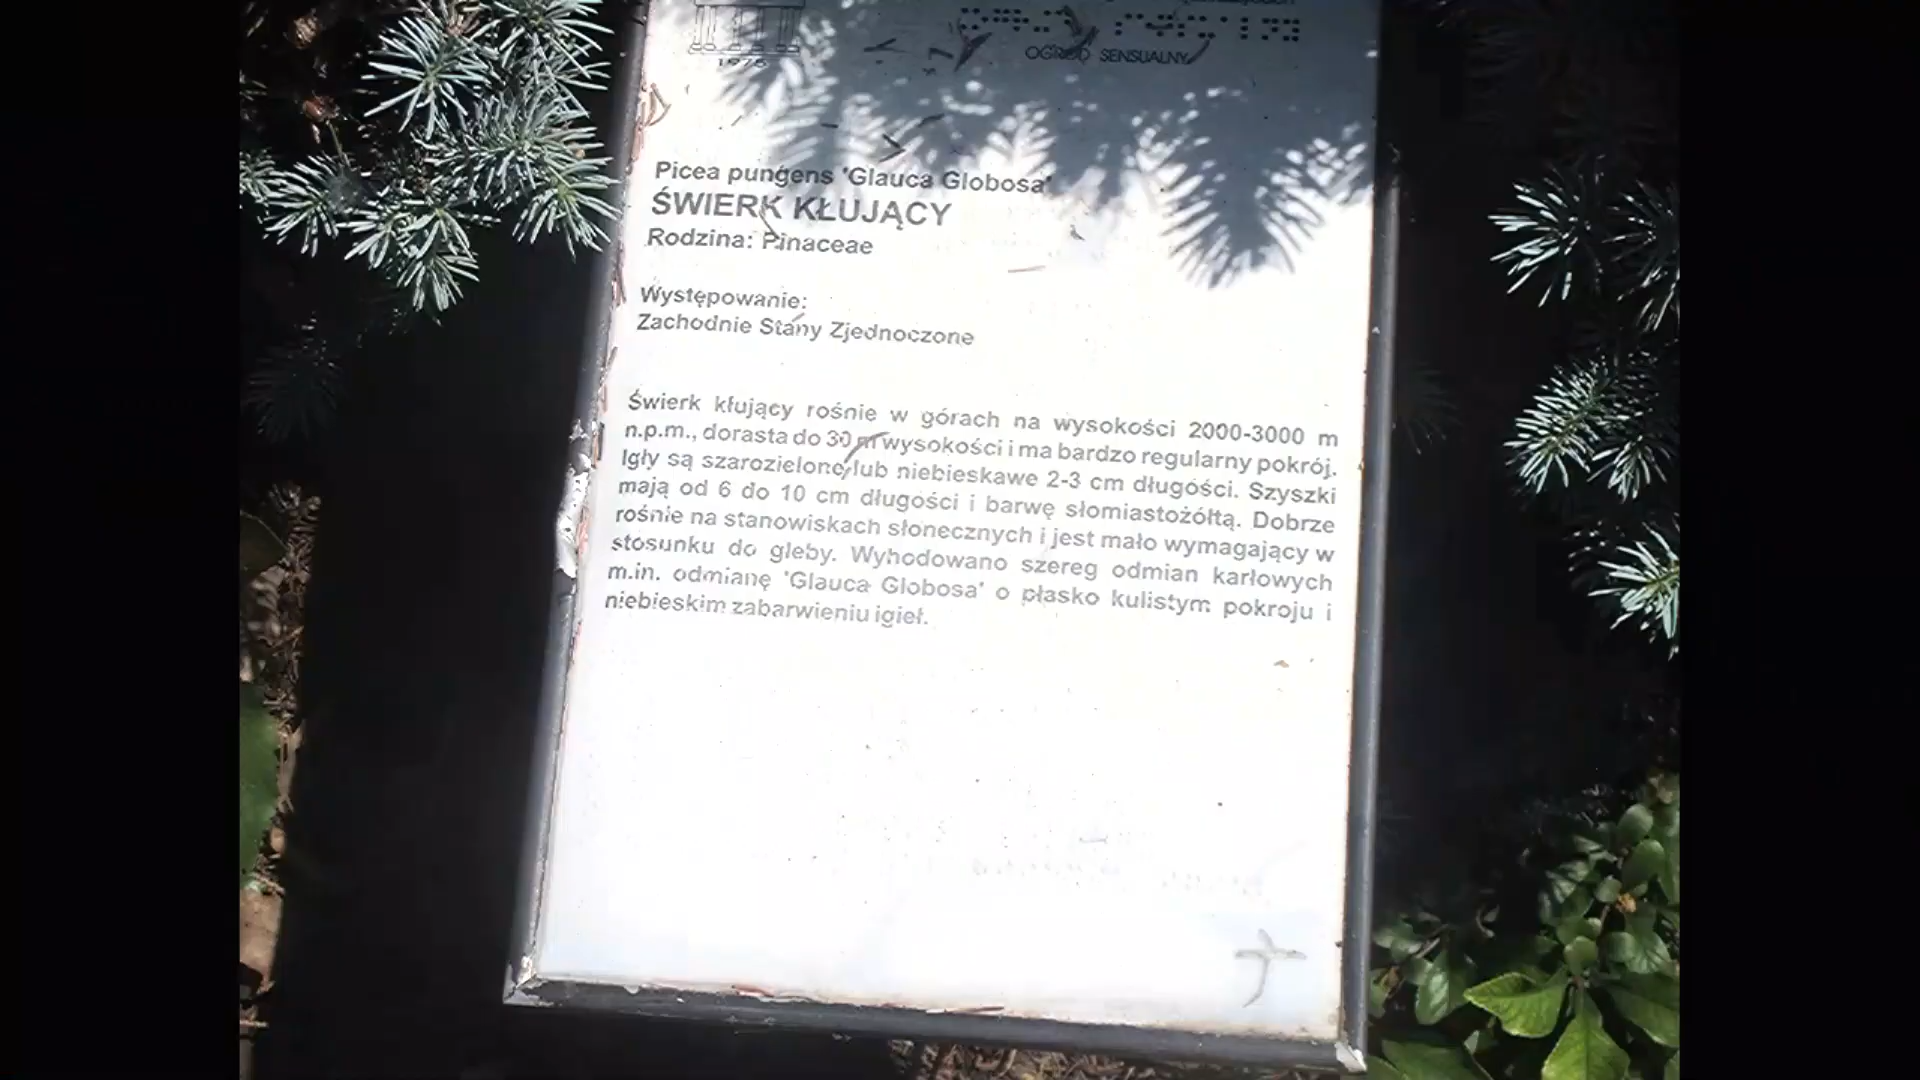 1975
OGRÓD SENSUALNY
Picea pungens 'Glauca Globosa'
ŚWIERK KŁUJĄCY
Rodzina: Pinaceae
Występowanie:
Zachodnie Stany Zjednoczone
Świerk kłujący rośnie w górach na wysokości 2000-3000 m
n.p.m., dorasta do 30 m wysokości i ma bardzo regularny pokrój.
Igły są szarozielone lub niebieskawe 2-3 cm długości. Szyszki
mają od 6 do 10 cm długości i barwę słomiastożółtą. Dobrze
rośnie na stanowiskach słonecznych i jest mało wymagający w
stosunku do gleby. Wyhodowano szereg odmian karłowych
m.in. odmianę 'Glauca Globosa' o płasko kulistym pokroju i
niebieskim zabarwieniu igieł.